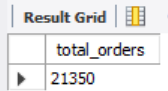 Result Grid
total_orders
21350